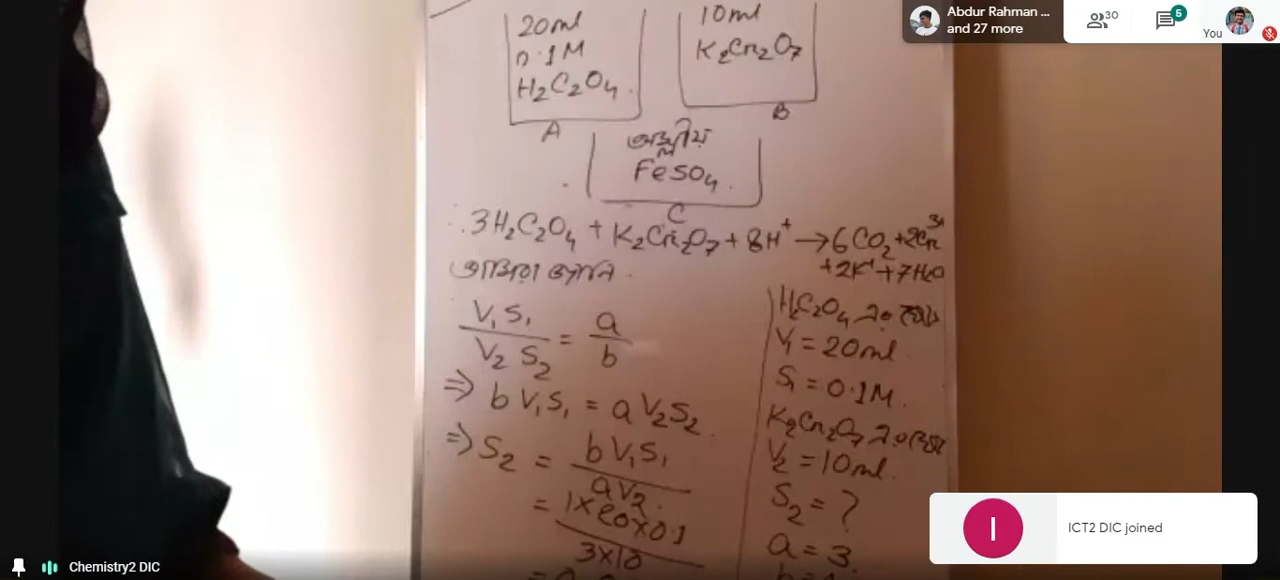 20ml
0.1M
H₂C₂O₄.
A
10ml
K₂Cr₂O₇
B
অম্লীয়
FeSO₄.
C
∴ 3H₂C₂O₄ + K₂Cr₂O₇ + 8H⁺ → 6CO₂ + 2Cr³⁺
+ 2K⁺ + 7H₂O
আমরা জানি.
V₁S₁ / V₂S₂ = a / b
⇒ bV₁S₁ = aV₂S₂.
⇒ S₂ = bV₁S₁ / aV₂
= 1×20×0.1 / 3×10
H₂C₂O₄
V₁ = 20ml.
S₁ = 0.1M.
K₂Cr₂O₇
V₂ = 10ml.
S₂ = ?
a = 3.
Abdur Rahman ...
and 27 more
30
5
You
ICT2 DIC joined
I
Chemistry2 DIC